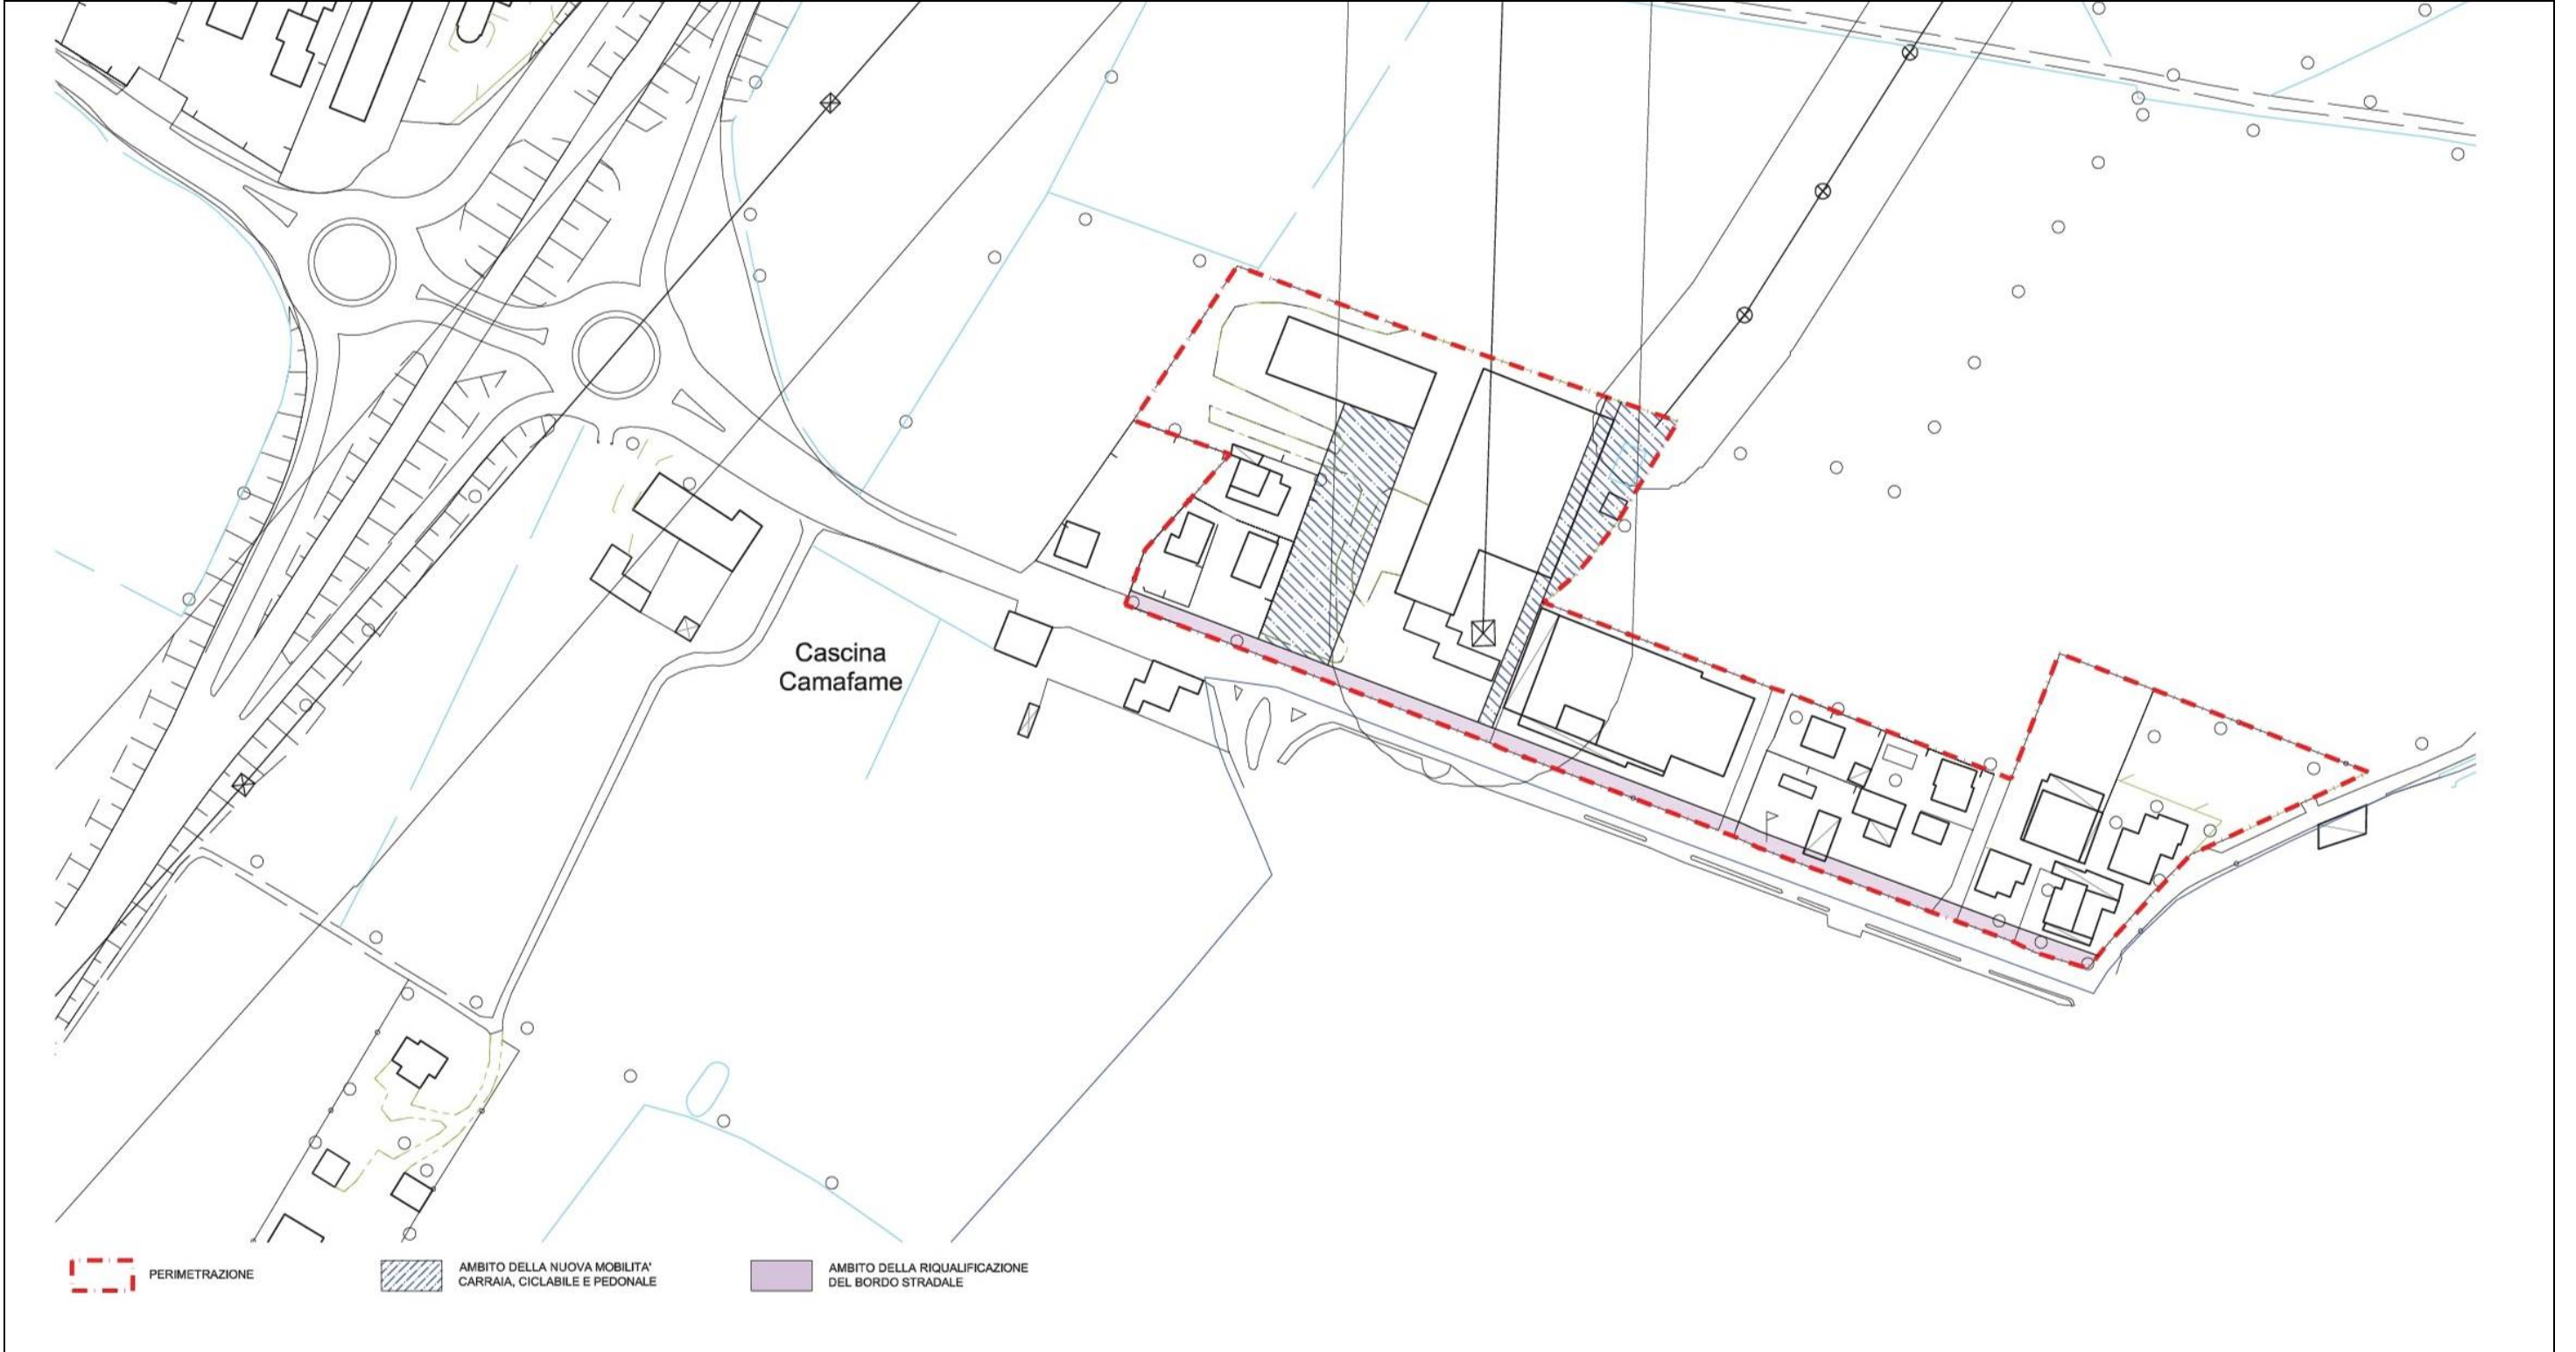 Cascina
Camafame
PERIMETRAZIONE
AMBITO DELLA NUOVA MOBILITA'
CARRAIA, CICLABILE E PEDONALE
AMBITO DELLA RIQUALIFICAZIONE
DEL BORDO STRADALE